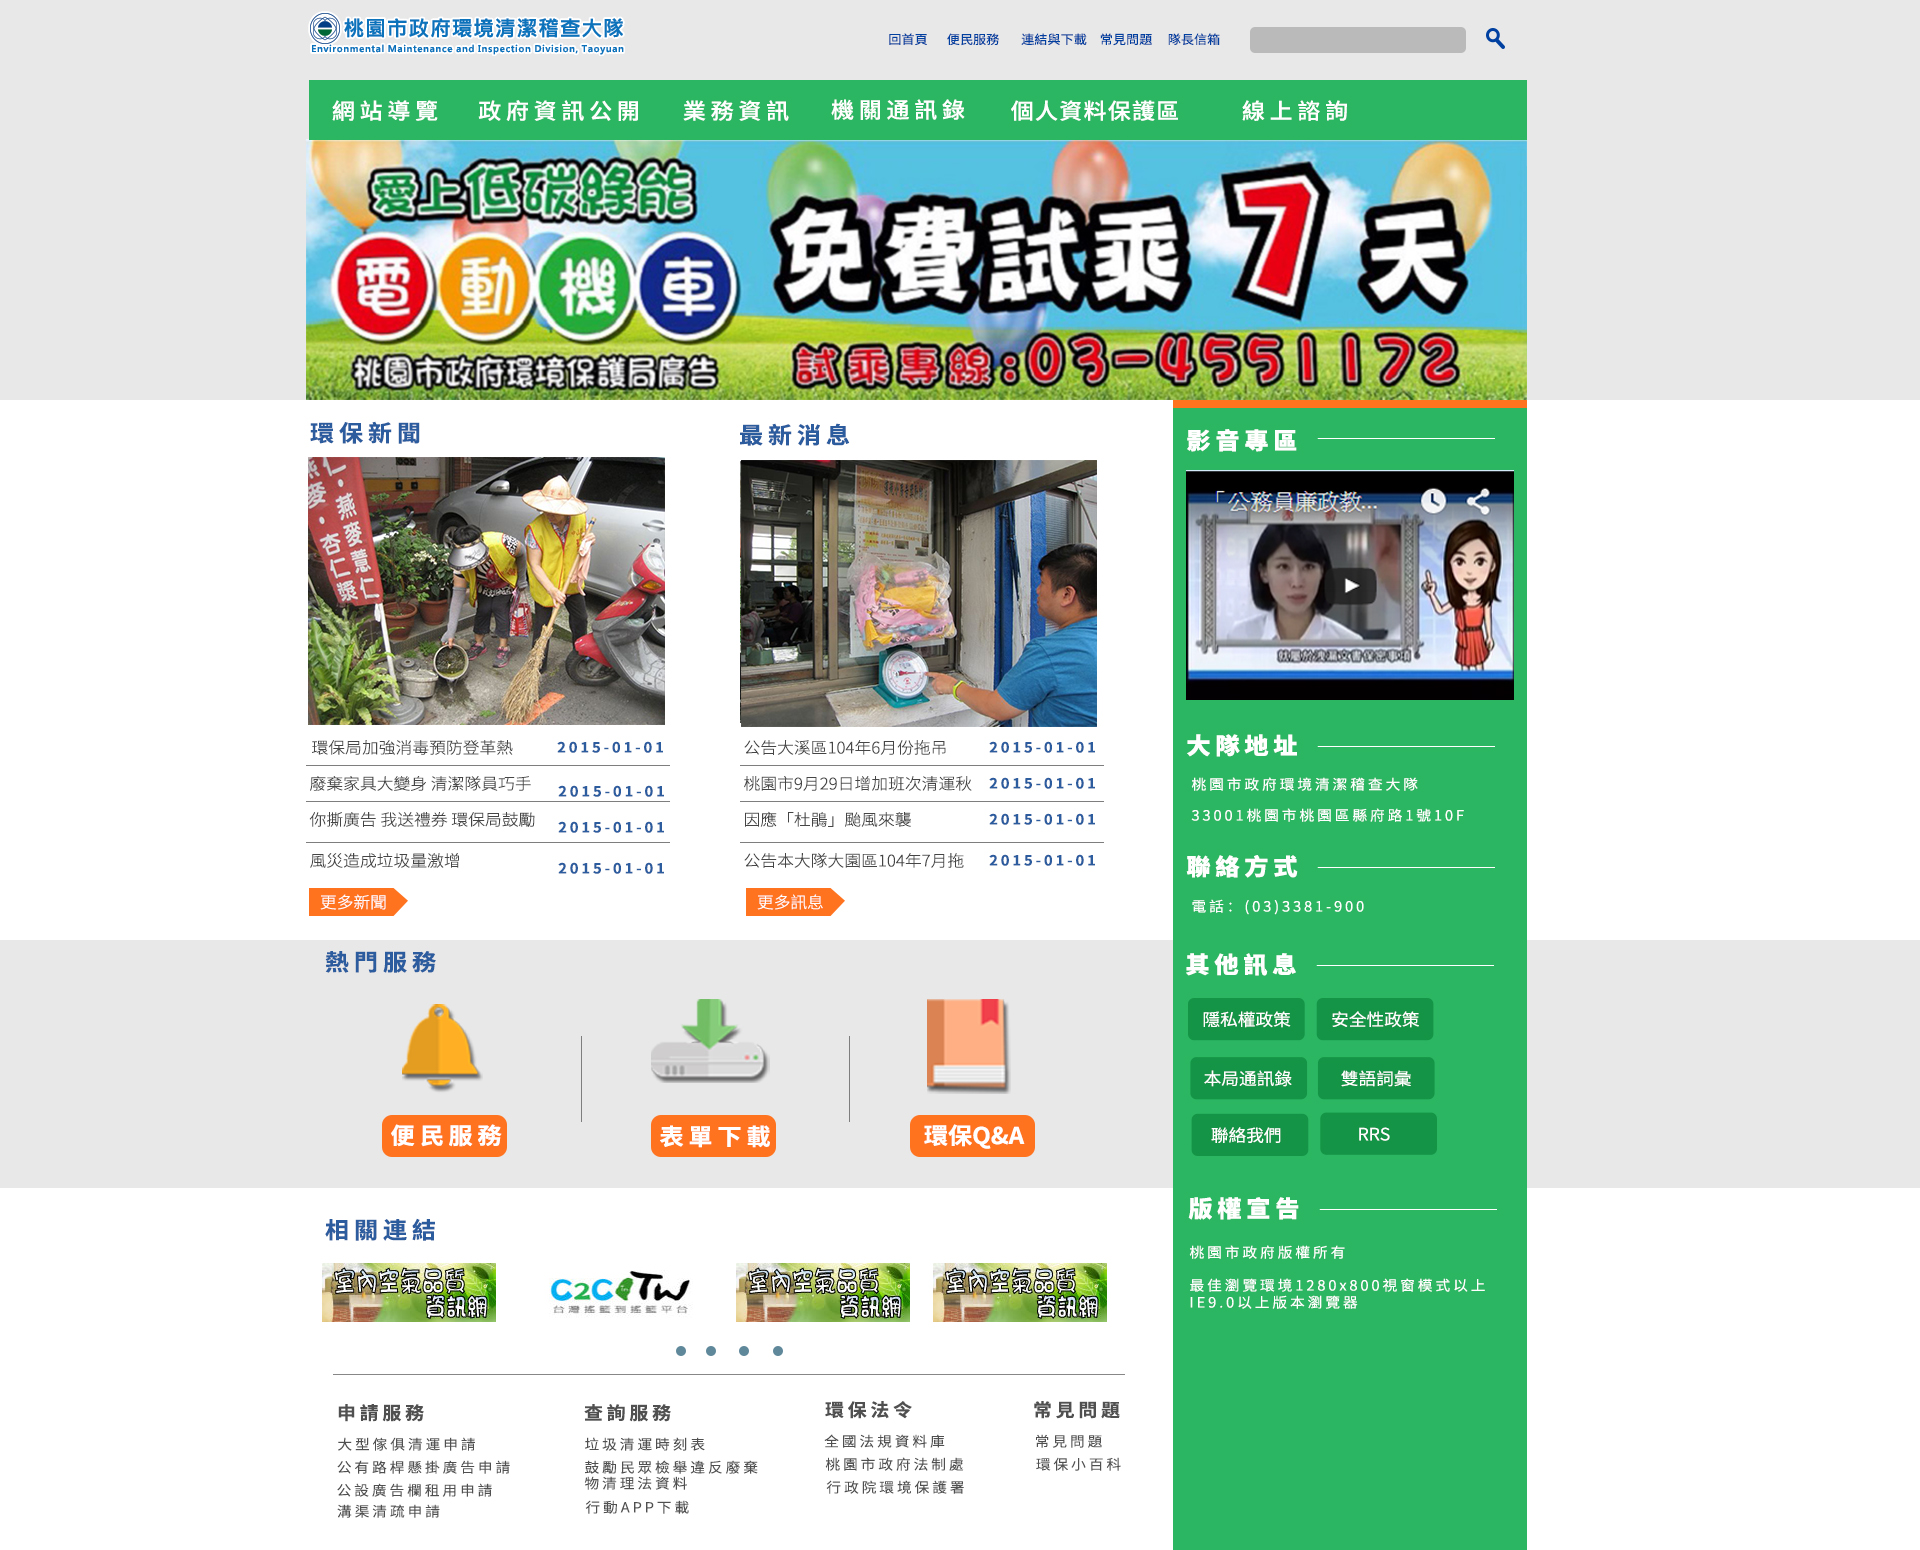 桃園市政府環境清潔稽查大隊
Environmental Maintenance and Inspection Division, Taoyuan
回首頁 便民服務 連結與下載 常見問題 隊長信箱
網站導覽 政府資訊公開 業務資訊 機關通訊錄 個人資料保護區 線上諮詢
愛上低碳綠能
電動機車
免費試乘7天
桃園市政府環境保護局廣告
試乘專線:03-4551172
環保新聞
燕麥‧杏仁漿
仁‧燕麥薏仁
環保局加強消毒預防登革熱 2015-01-01
廢棄家具大變身 清潔隊員巧手 2015-01-01
你撕廣告 我送禮券 環保局鼓勵 2015-01-01
風災造成垃圾量激增 2015-01-01
更多新聞
最新消息
公告大溪區104年6月份拖吊 2015-01-01
桃園市9月29日增加班次清運秋 2015-01-01
因應「杜鵑」颱風來襲 2015-01-01
公告本大隊大園區104年7月拖 2015-01-01
更多訊息
影音專區
「公務員廉政教...
大隊地址
桃園市政府環境清潔稽查大隊
33001桃園市桃園區縣府路1號10F
聯絡方式
電話：(03)3381-900
其他訊息
隱私權政策 安全性政策
本局通訊錄 雙語詞彙
聯絡我們 RRS
版權宣告
桃園市政府版權所有
最佳瀏覽環境1280x800視窗模式以上
IE9.0以上版本瀏覽器
熱門服務
便民服務 表單下載 環保Q&A
相關連結
室內空氣品質
資訊網
C2C TW
台灣搖籃到搖籃平台
室內空氣品質
資訊網
室內空氣品質
資訊網
申請服務
大型傢俱清運申請
公有路桿懸掛廣告申請
公設廣告欄租用申請
溝渠清疏申請
查詢服務
垃圾清運時刻表
鼓勵民眾檢舉違反廢棄
物清理法資料
行動APP下載
環保法令
全國法規資料庫
桃園市政府法制處
行政院環境保護署
常見問題
常見問題
環保小百科